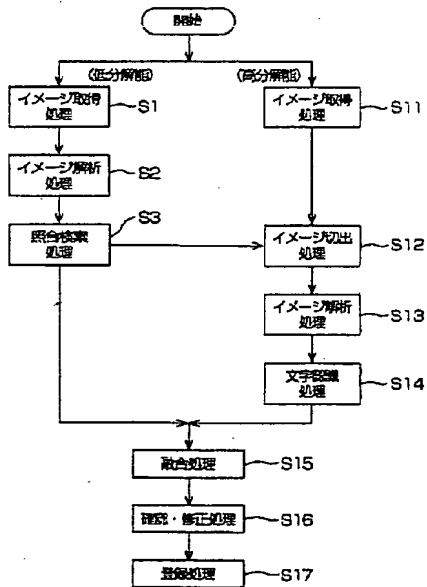 開始
(低分解能)
(高分解能)
イメージ取得
処理
S1
イメージ取得
処理
S11
イメージ解析
処理
S2
照合検索
処理
S3
イメージ切出
処理
S12
イメージ解析
処理
S13
文字認識
処理
S14
融合処理
S15
確認・修正処理
S16
登録処理
S17